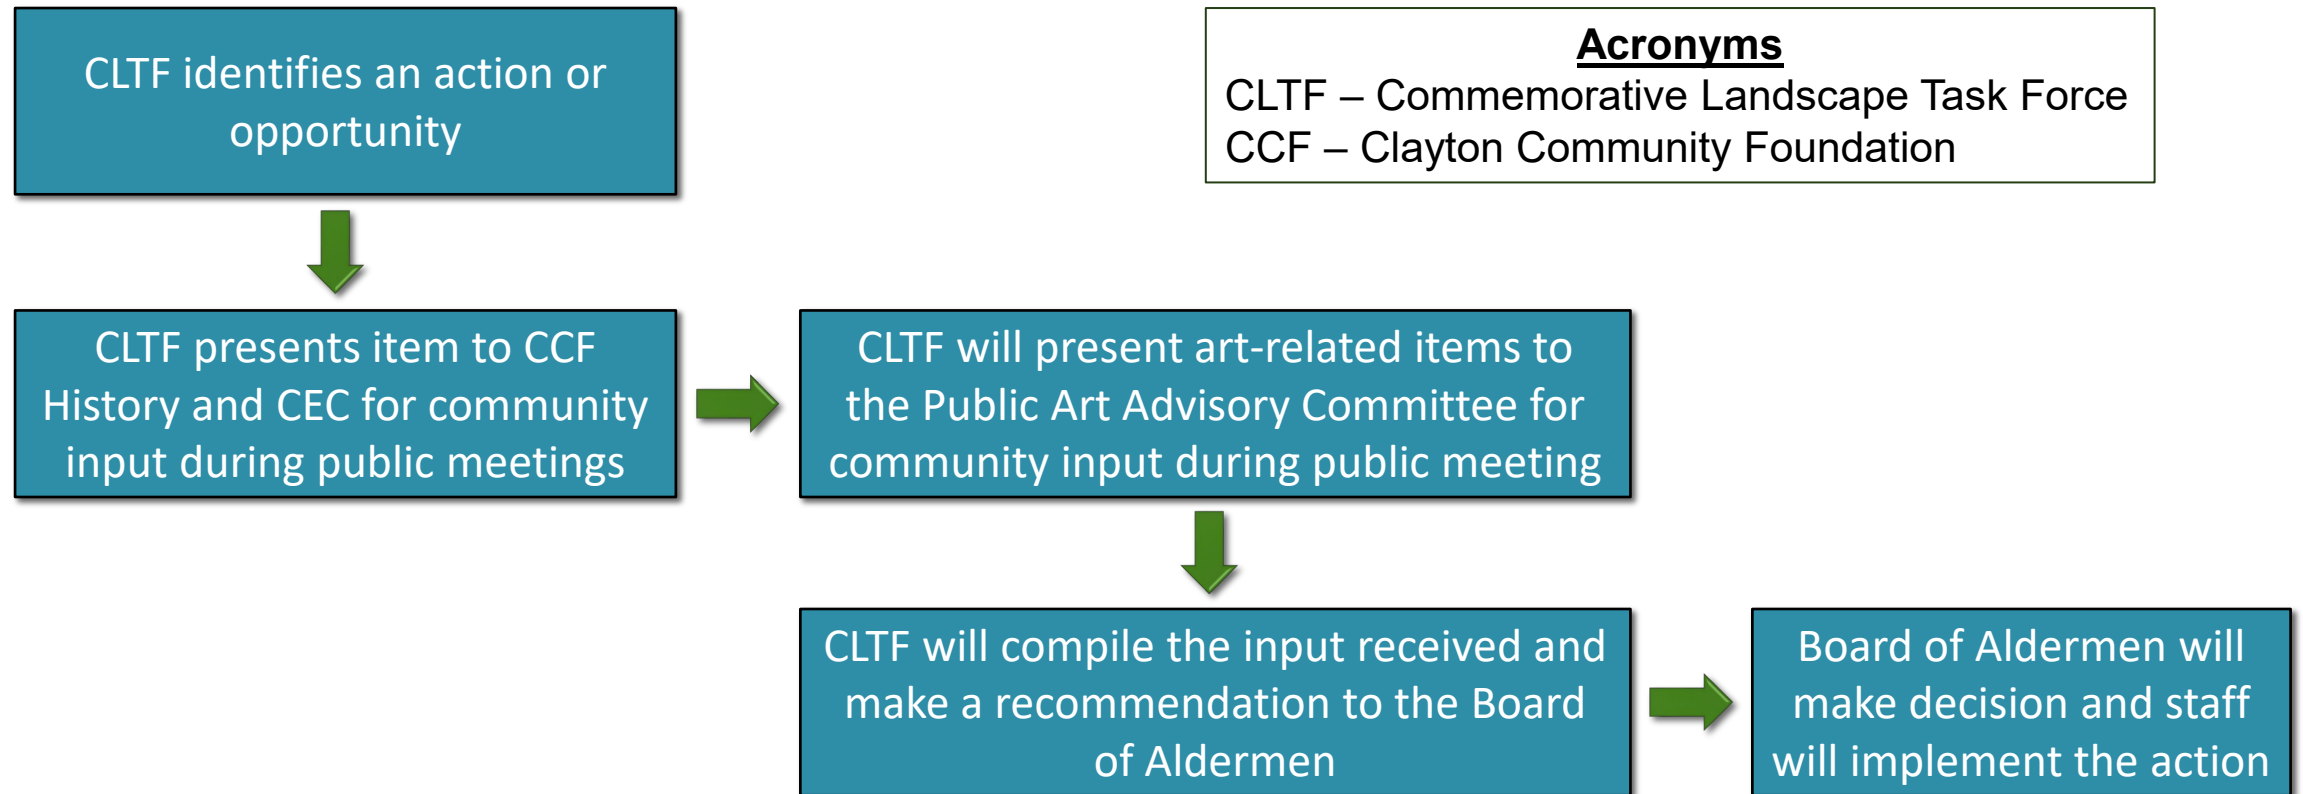 CLTF identifies an action or
opportunity
Acronyms
CLTF – Commemorative Landscape Task Force
CCF – Clayton Community Foundation
CLTF presents item to CCF
History and CEC for community
input during public meetings
CLTF will present art-related items to
the Public Art Advisory Committee for
community input during public meeting
CLTF will compile the input received and
make a recommendation to the Board
of Aldermen
Board of Aldermen will
make decision and staff
will implement the action